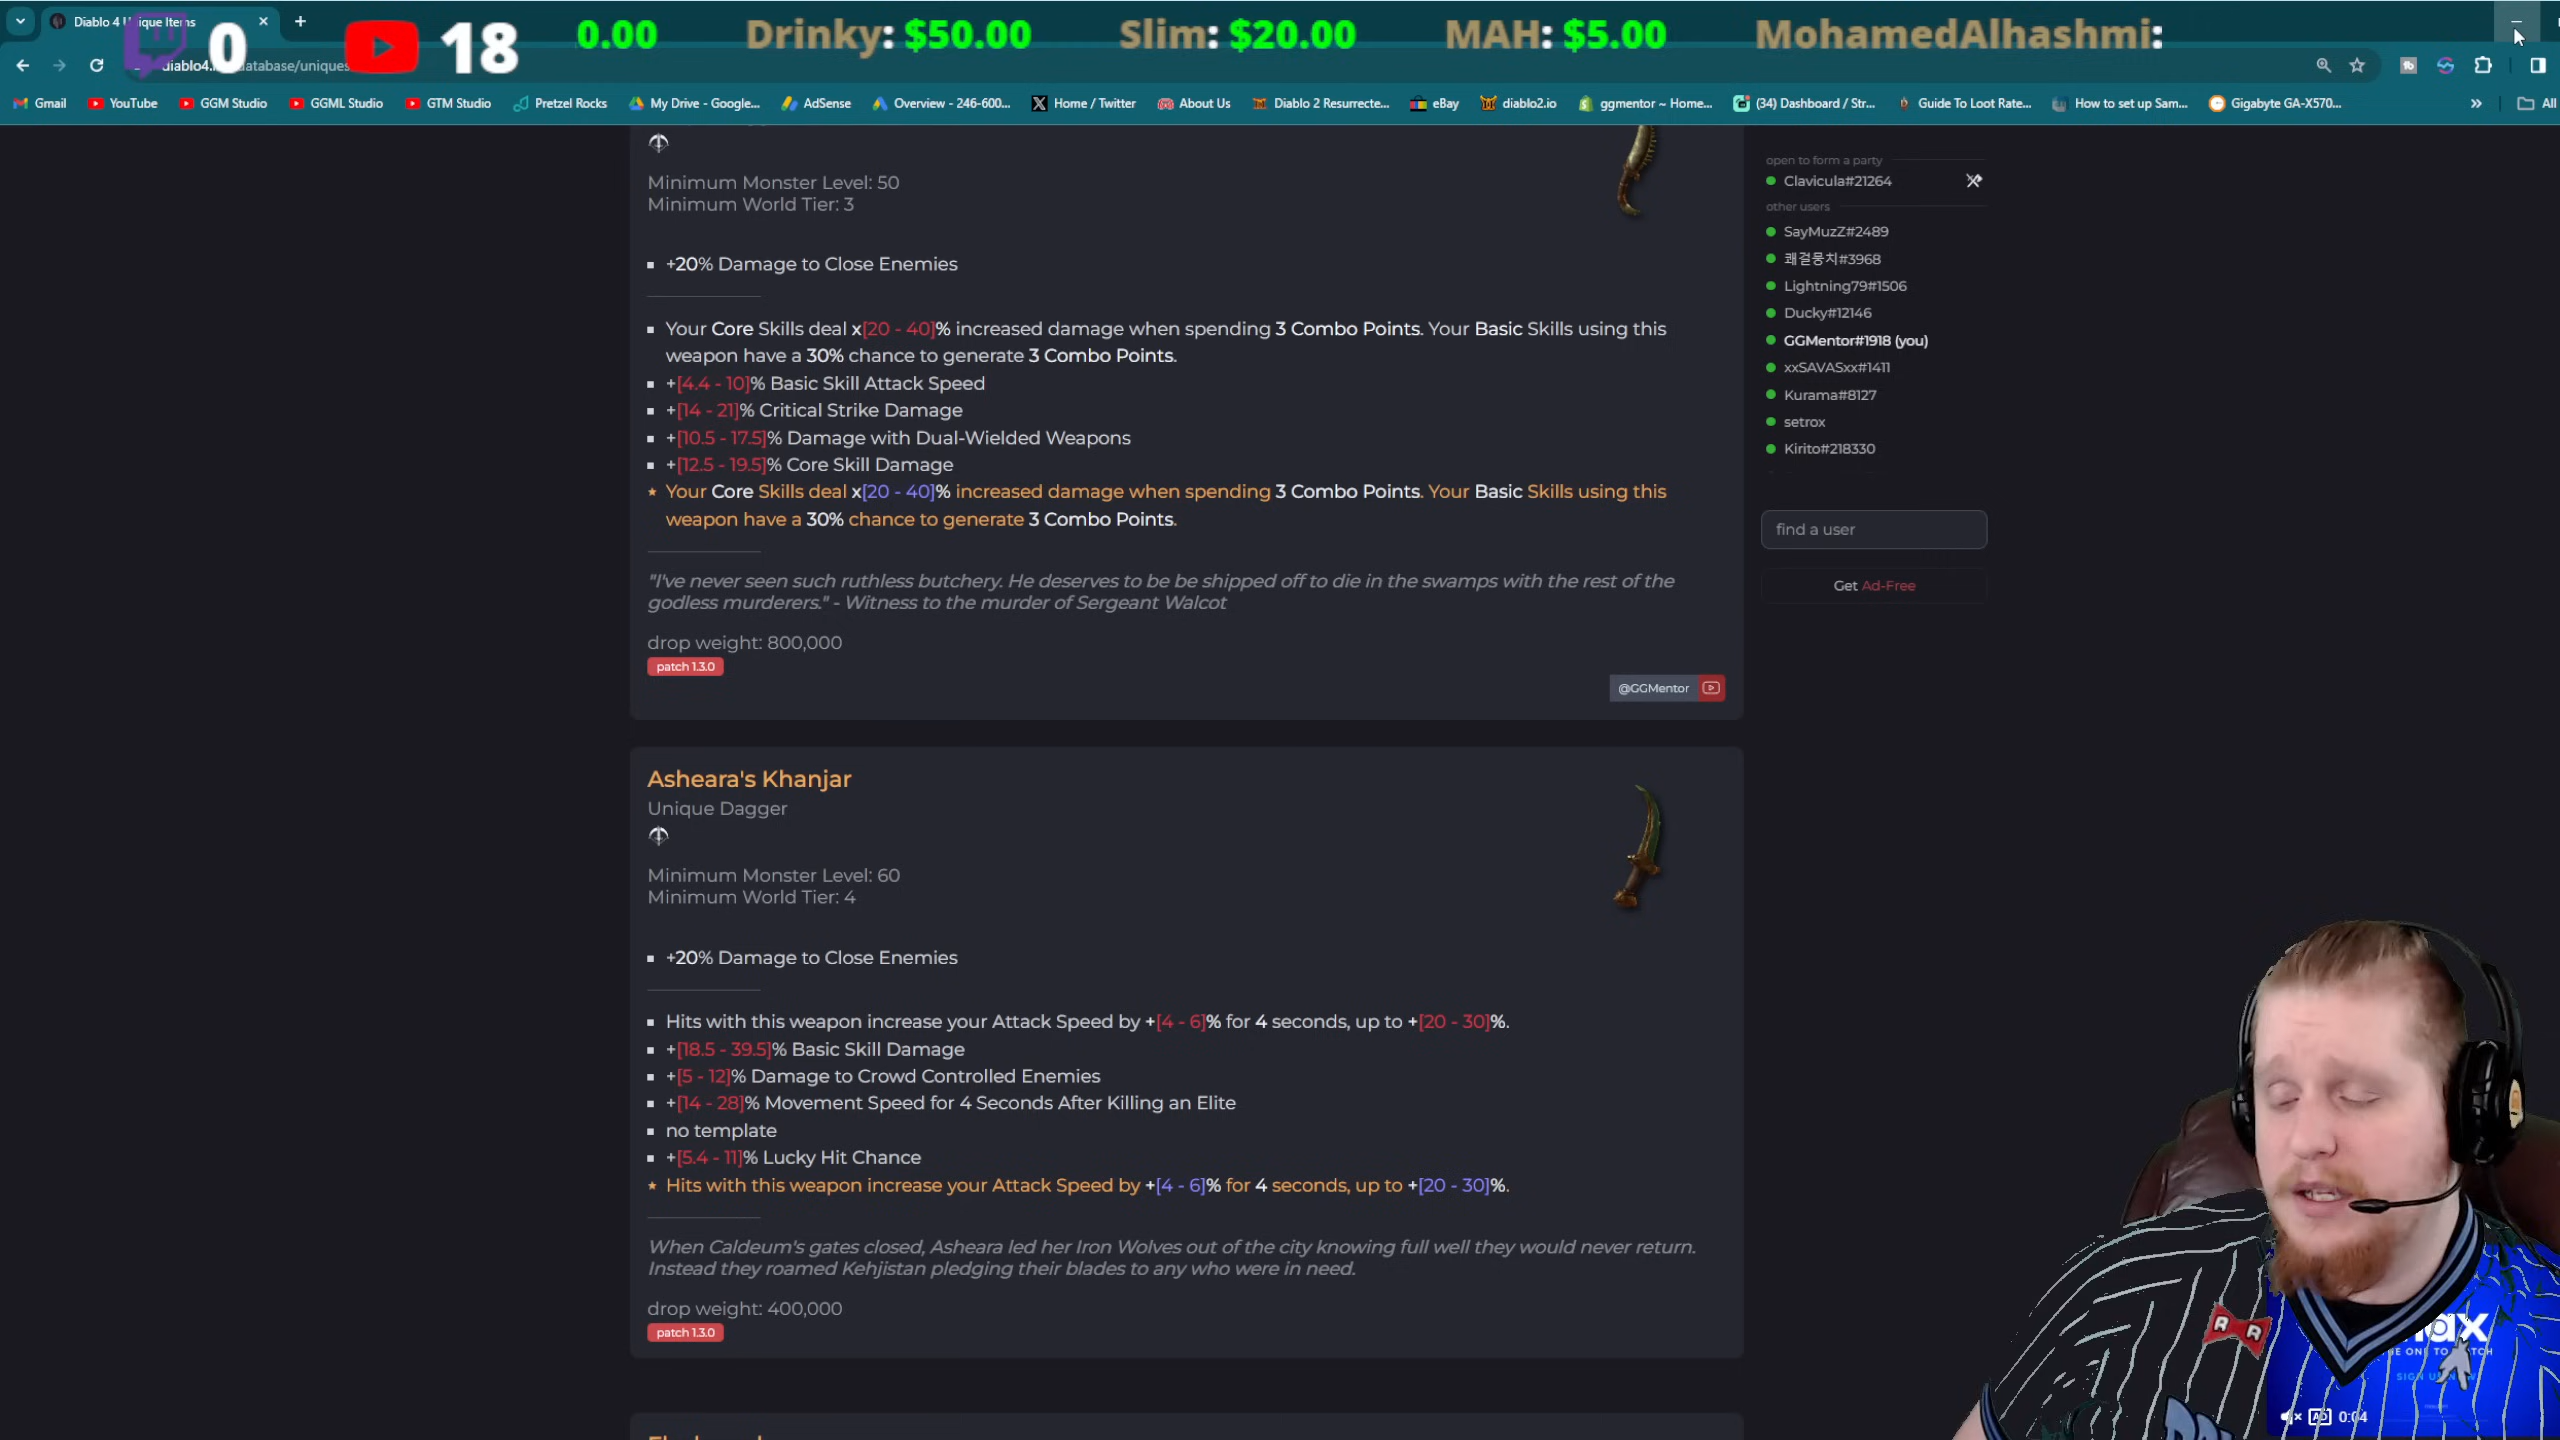 Diablo 4 Unique Items
0
18
0.00 Drinky: $50.00 Slim: $20.00 MAH: $5.00 MohamedAlhashmi:
Gmail YouTube GGM Studio GGML Studio GTM Studio Pretzel Rocks My Drive - Google... AdSense Overview - 246-600... Home / Twitter About Us Diablo 2 Resurrecte... eBay diablo2.io ggmentor ~ Home... (34) Dashboard / Str... Guide To Loot Rate... How to set up Sam... Gigabyte GA-X570... » All
Minimum Monster Level: 50
Minimum World Tier: 3
+20% Damage to Close Enemies
Your Core Skills deal x[20 - 40]% increased damage when spending 3 Combo Points. Your Basic Skills using this
weapon have a 30% chance to generate 3 Combo Points.
+[4.4 - 10]% Basic Skill Attack Speed
+[14 - 21]% Critical Strike Damage
+[10.5 - 17.5]% Damage with Dual-Wielded Weapons
+[12.5 - 19.5]% Core Skill Damage
Your Core Skills deal x[20 - 40]% increased damage when spending 3 Combo Points. Your Basic Skills using this
weapon have a 30% chance to generate 3 Combo Points.
"I've never seen such ruthless butchery. He deserves to be be shipped off to die in the swamps with the rest of the
godless murderers." - Witness to the murder of Sergeant Walcot
drop weight: 800,000
patch 1.3.0
@GGMentor
Asheara's Khanjar
Unique Dagger
Minimum Monster Level: 60
Minimum World Tier: 4
+20% Damage to Close Enemies
Hits with this weapon increase your Attack Speed by +[4 - 6]% for 4 seconds, up to +[20 - 30]%.
+[18.5 - 39.5]% Basic Skill Damage
+[5 - 12]% Damage to Crowd Controlled Enemies
+[14 - 28]% Movement Speed for 4 Seconds After Killing an Elite
no template
+[5.4 - 11]% Lucky Hit Chance
Hits with this weapon increase your Attack Speed by +[4 - 6]% for 4 seconds, up to +[20 - 30]%.
When Caldeum's gates closed, Asheara led her Iron Wolves out of the city knowing full well they would never return.
Instead they roamed Kehjistan pledging their blades to any who were in need.
drop weight: 400,000
patch 1.3.0
open to form a party
Clavicula#21264
other users
SayMuzZ#2489
쾌걸뭉치#3968
Lightning79#1506
Ducky#12146
GGMentor#1918 (you)
xxSAVASxx#1411
Kurama#8127
setrox
Kirito#218330
find a user
Get Ad-Free
AD 0:04